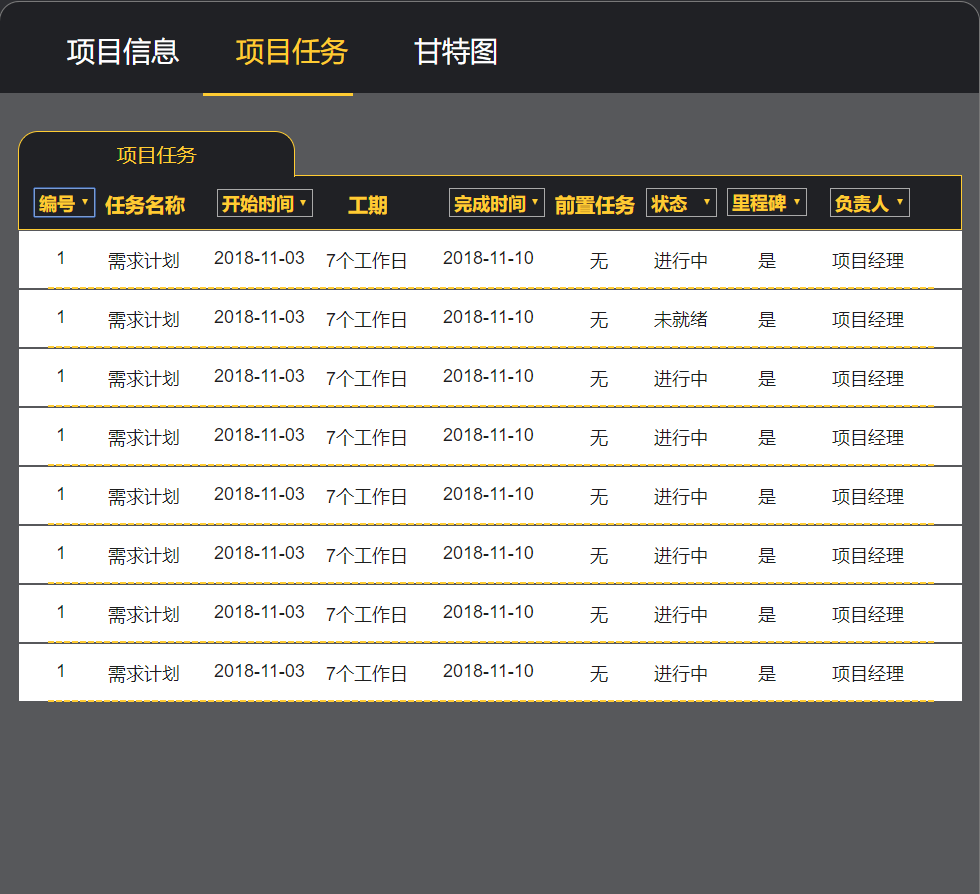 项目信息 项目任务 甘特图
项目任务
编号 任务名称 开始时间 工期 完成时间 前置任务 状态 里程碑 负责人
1 需求计划 2018-11-03 7个工作日 2018-11-10 无 进行中 是 项目经理
1 需求计划 2018-11-03 7个工作日 2018-11-10 无 未就绪 是 项目经理
1 需求计划 2018-11-03 7个工作日 2018-11-10 无 进行中 是 项目经理
1 需求计划 2018-11-03 7个工作日 2018-11-10 无 进行中 是 项目经理
1 需求计划 2018-11-03 7个工作日 2018-11-10 无 进行中 是 项目经理
1 需求计划 2018-11-03 7个工作日 2018-11-10 无 进行中 是 项目经理
1 需求计划 2018-11-03 7个工作日 2018-11-10 无 进行中 是 项目经理
1 需求计划 2018-11-03 7个工作日 2018-11-10 无 进行中 是 项目经理